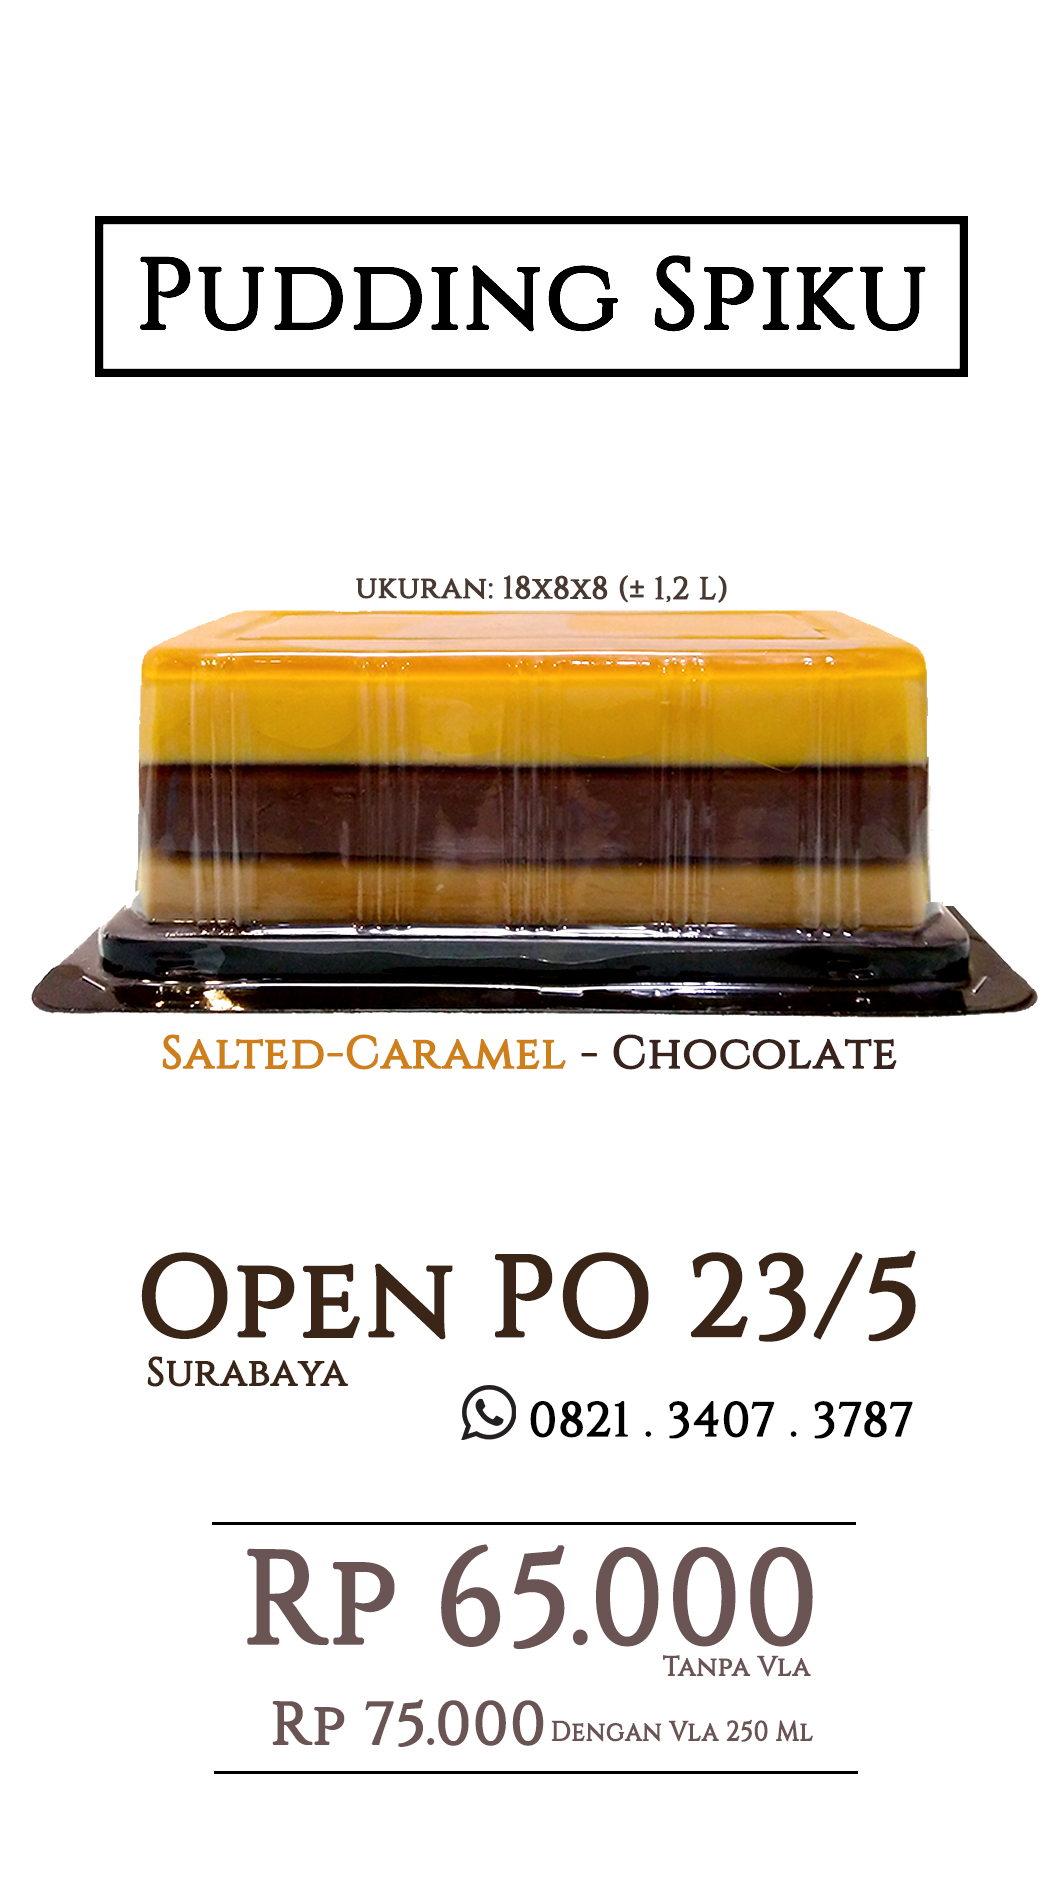 Pudding Spiku
ukuran: 18x8x8 (± 1,2 L)
Salted-Caramel - Chocolate
Open PO 23/5
Surabaya
0821 . 3407 . 3787
Rp 65.000
Tanpa Vla
Rp 75.000 Dengan Vla 250 Ml